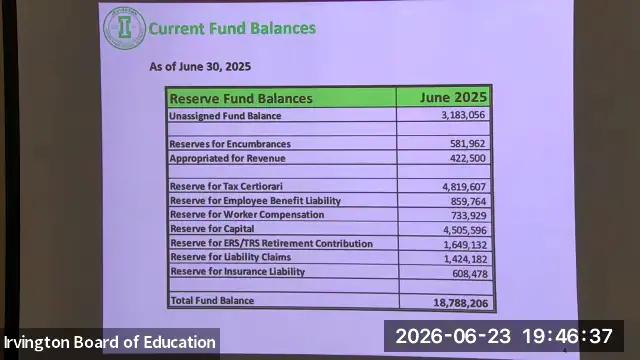 Current Fund Balances
As of June 30, 2025
Reserve Fund Balances June 2025
Unassigned Fund Balance 3,183,056
Reserves for Encumbrances 581,962
Appropriated for Revenue 422,500
Reserve for Tax Certiorari 4,819,607
Reserve for Employee Benefit Liability 859,764
Reserve for Worker Compensation 733,929
Reserve for Capital 4,505,596
Reserve for ERS/TRS Retirement Contribution 1,649,132
Reserve for Liability Claims 1,424,182
Reserve for Insurance Liability 608,478
Total Fund Balance 18,788,206
Irvington Board of Education
2026-06-23 19:46:37